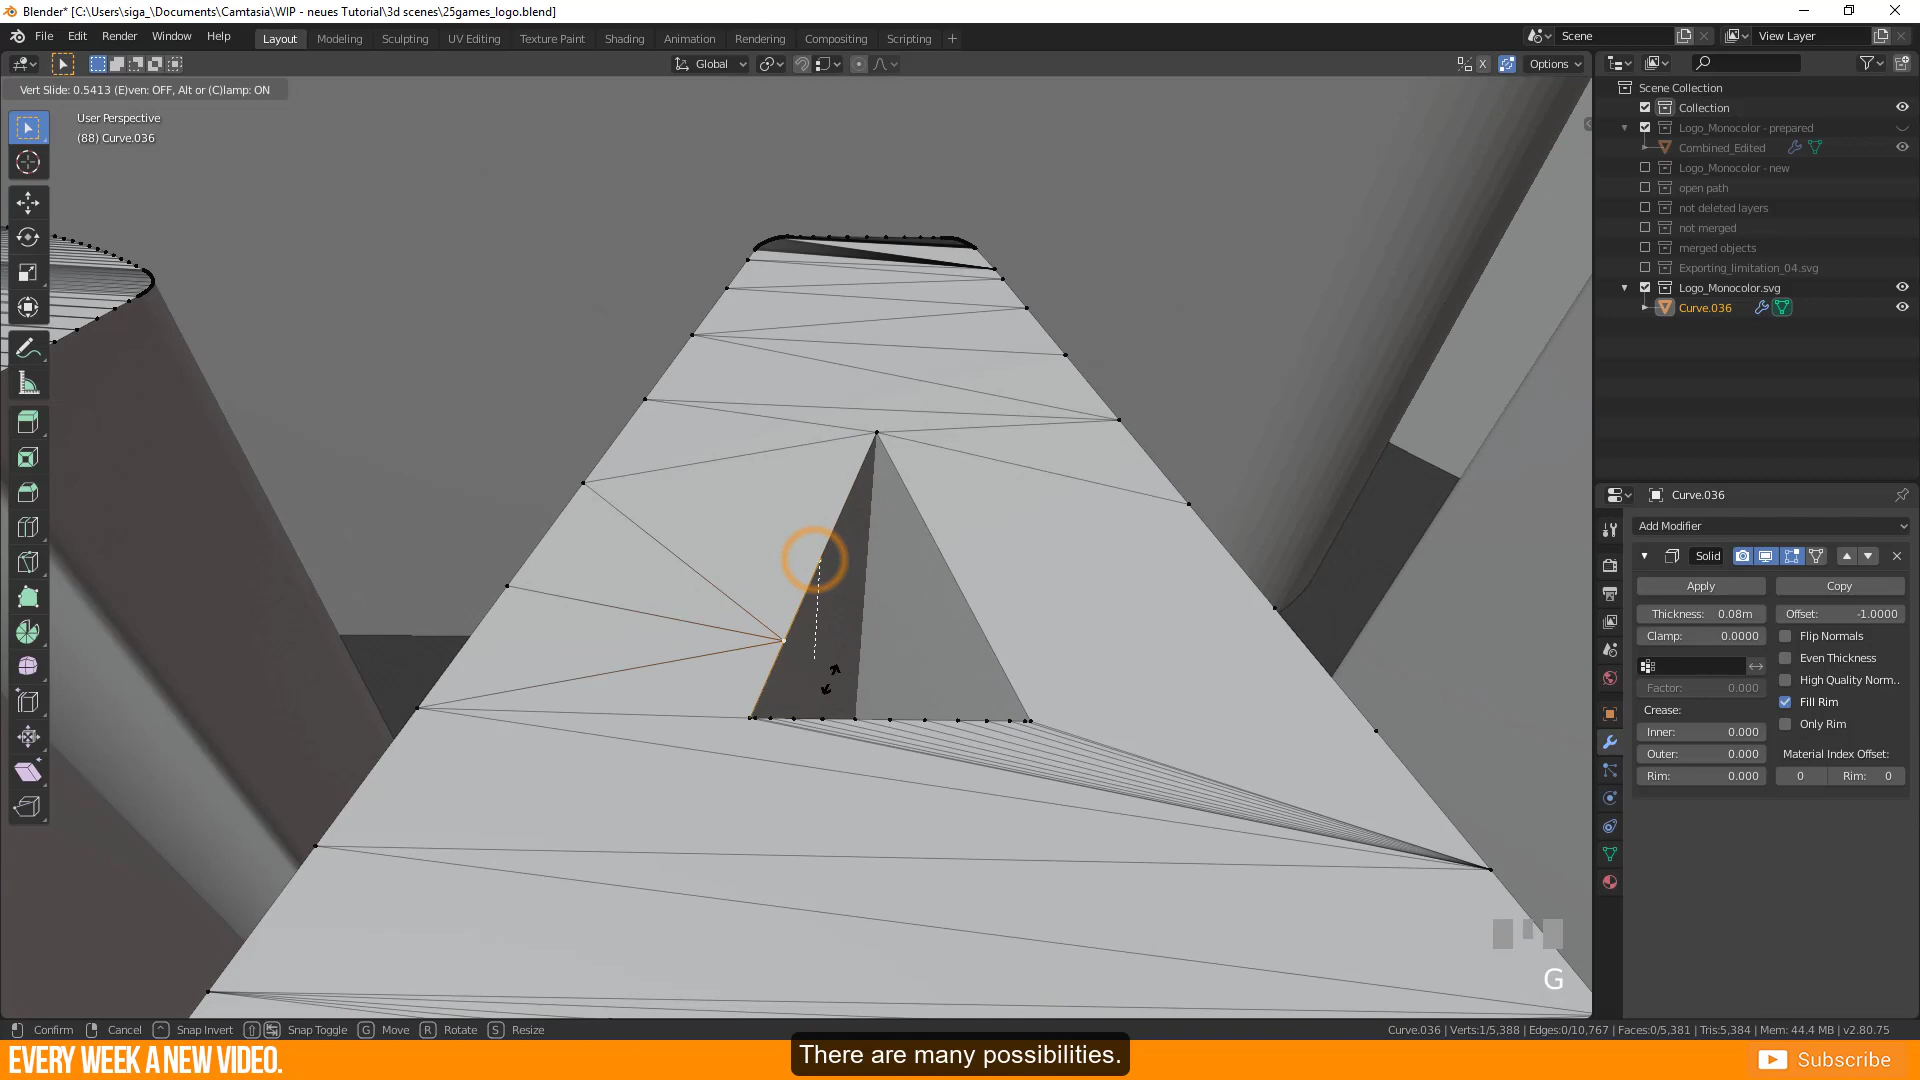 Blender* [C:\Users\siga_\Documents\Camtasia\WIP - neues Tutorial\3d scenes\25games_logo.blend]
File Edit Render Window Help
Layout Modeling Sculpting UV Editing Texture Paint Shading Animation Rendering Compositing Scripting +
Scene
View Layer
Global
X
Options
Vert Slide: 0.5413 (E)ven: OFF, Alt or (C)lamp: ON
User Perspective
(88) Curve.036
Scene Collection
Collection
Logo_Monocolor - prepared
Combined_Edited
Logo_Monocolor - new
open path
not deleted layers
not merged
merged objects
Exporting_limitation_04.svg
Logo_Monocolor.svg
Curve.036
Curve.036
Add Modifier
Solid
Apply Copy
Thickness: 0.08m Offset: -1.0000
Clamp: 0.0000 Flip Normals
Even Thickness
High Quality Norm..
Factor: 0.000
Fill Rim
Crease:
Only Rim
Inner: 0.000
Outer: 0.000 Material Index Offset:
Rim: 0.000 0 Rim: 0
G
Confirm Cancel ^ Snap Invert Snap Toggle G Move R Rotate S Resize
Curve.036 | Verts:1/5,388 | Edges:0/10,767 | Faces:0/5,381 | Tris:5,384 | Mem: 44.4 MB | v2.80.75
EVERY WEEK A NEW VIDEO.
There are many possibilities.
Subscribe